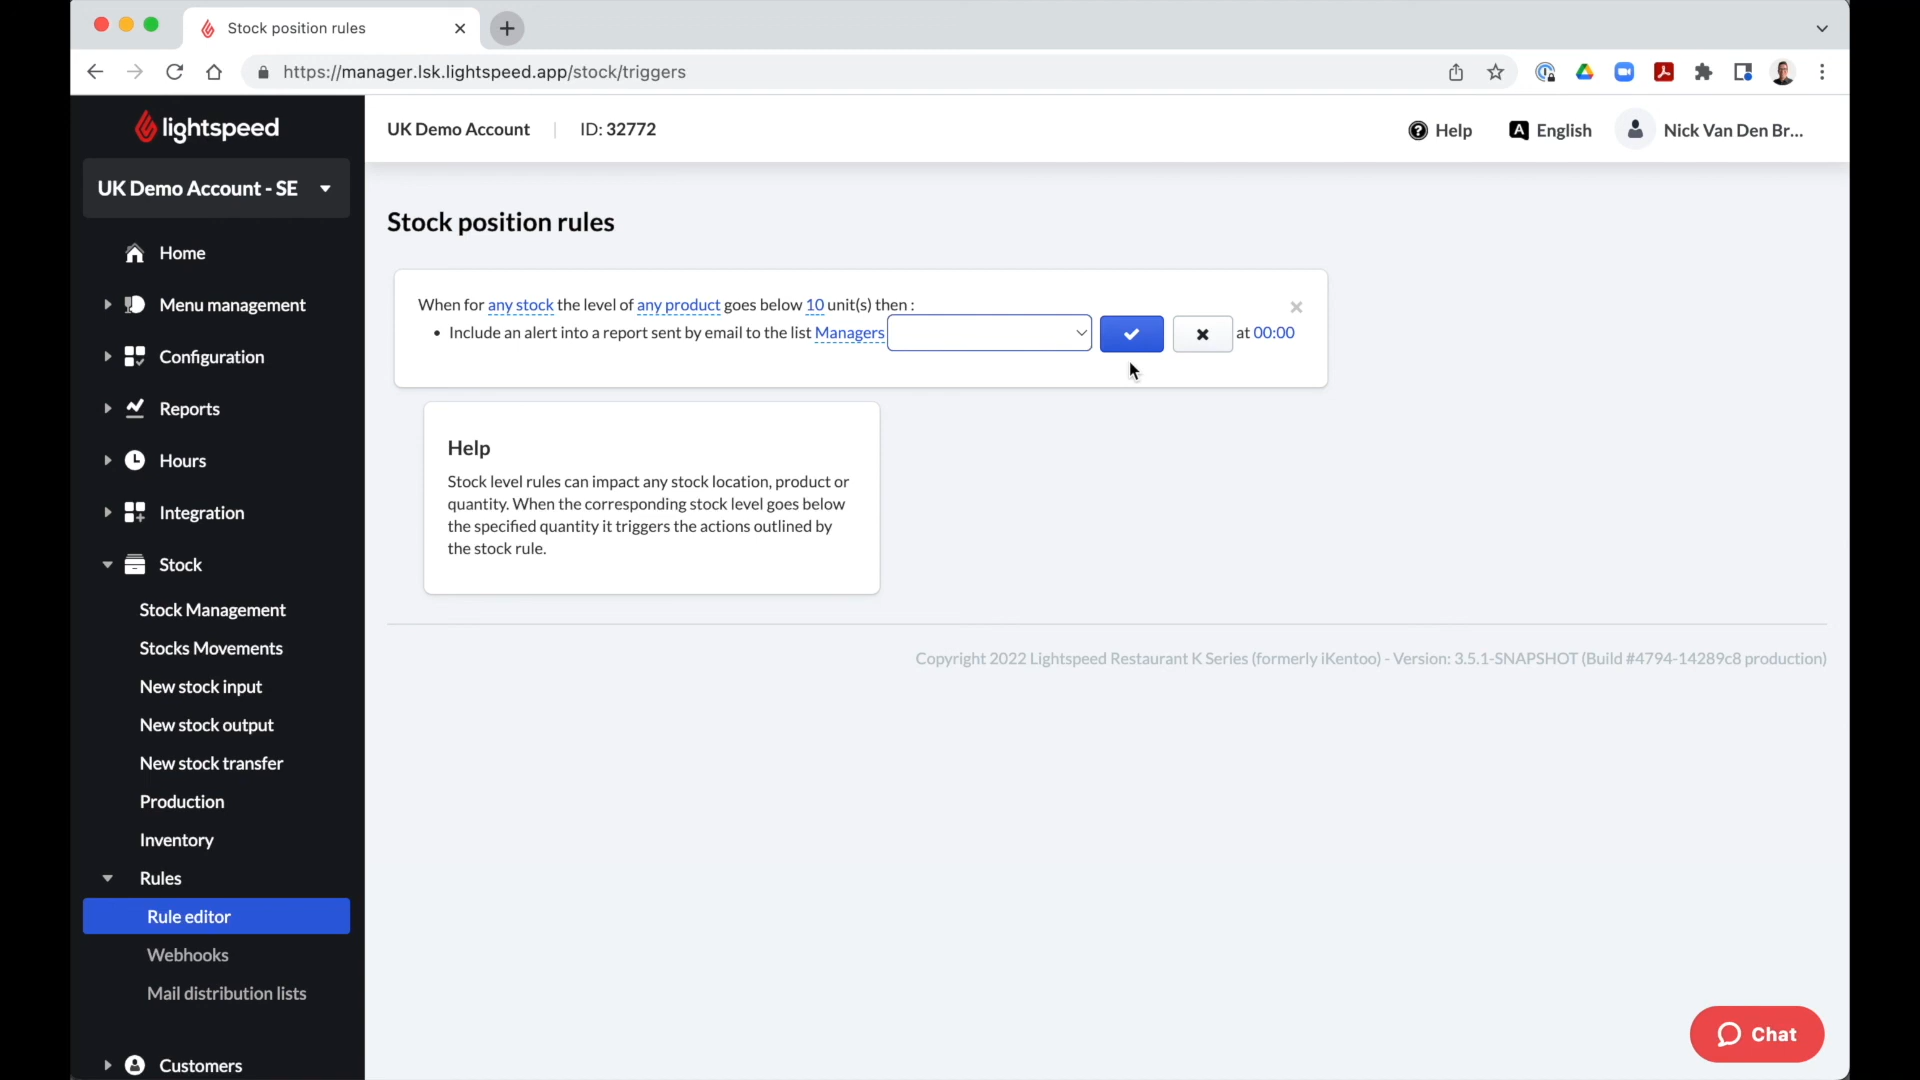 Stock position rules
https://manager.lsk.lightspeed.app/stock/triggers
lightspeed
UK Demo Account | ID: 32772
Help
A English
Nick Van Den Br...
UK Demo Account - SE
Home
Menu management
Configuration
Reports
Hours
Integration
Stock
Stock Management
Stocks Movements
New stock input
New stock output
New stock transfer
Production
Inventory
Rules
Rule editor
Webhooks
Mail distribution lists
Customers
Stock position rules
When for any stock the level of any product goes below 10 unit(s) then :
• Include an alert into a report sent by email to the list Managers at 00:00
Help
Stock level rules can impact any stock location, product or
quantity. When the corresponding stock level goes below
the specified quantity it triggers the actions outlined by
the stock rule.
Copyright 2022 Lightspeed Restaurant K Series (formerly iKentoo) - Version: 3.5.1-SNAPSHOT (Build #4794-14289c8 production)
Chat